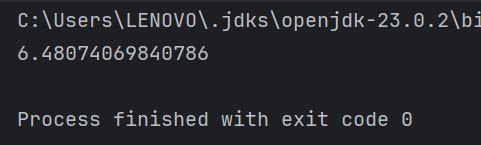 C:\Users\LENOVO\.jdks\openjdk-23.0.2\bi
6.48074069840786

Process finished with exit code 0